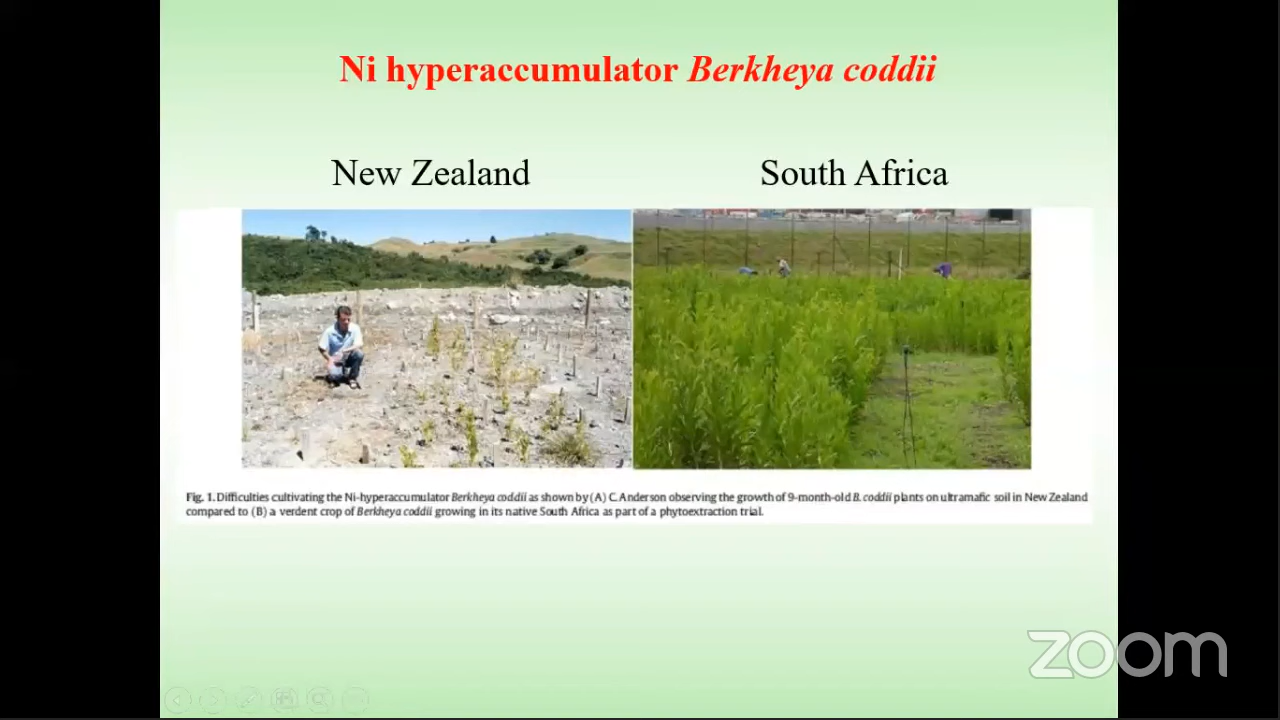 Ni hyperaccumulator Berkheya coddii
New Zealand
South Africa
Fig. 1. Difficulties cultivating the Ni-hyperaccumulator Berkheya coddii as shown by (A) C. Anderson observing the growth of 9-month-old B. coddii plants on ultramafic soil in New Zealand
compared to (B) a verdent crop of Berkheya coddii growing in its native South Africa as part of a phytoextraction trial.
zoom